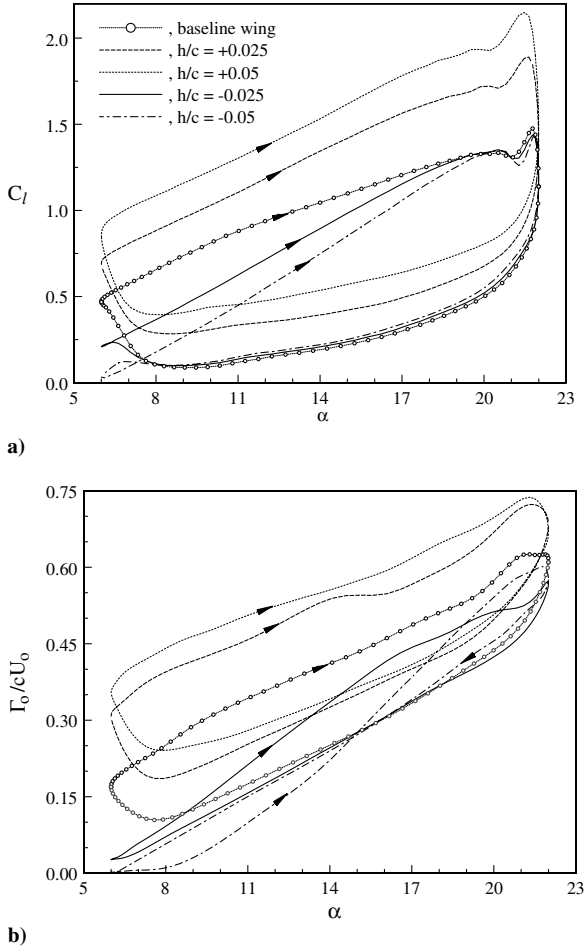 2.0
1.5
1.0
0.5
0.0
C_l
, baseline wing
, h/c = +0.025
, h/c = +0.05
, h/c = -0.025
, h/c = -0.05
5 8 11 14 17 20 23
α
a)
0.75
0.60
0.45
0.30
0.15
0.00
Γ_o/cU_o
5 8 11 14 17 20 23
α
b)